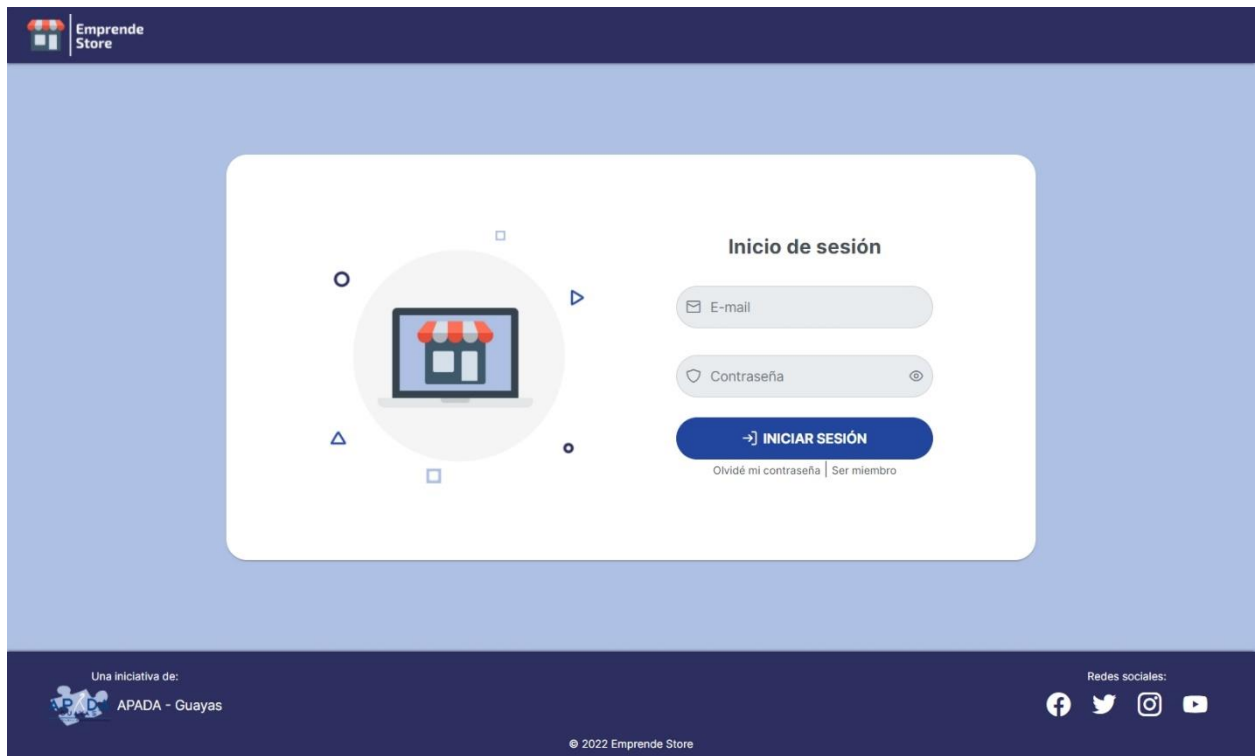 Emprende
Store
Inicio de sesión
E-mail
Contraseña
INICIAR SESIÓN
Olvidé mi contraseña | Ser miembro
Una iniciativa de:
PAD
APADA - Guayas
Redes sociales:
© 2022 Emprende Store